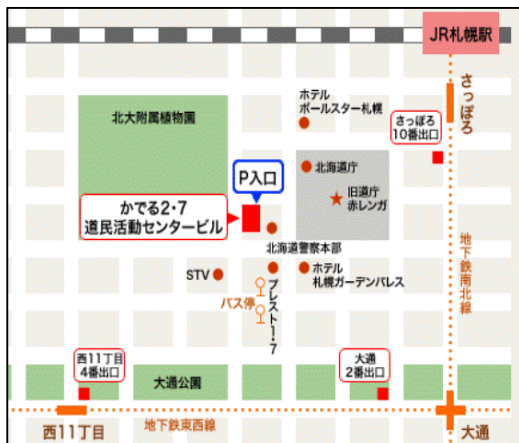 JR札幌駅
さっぽろ
ホテル
ポールスター札幌
さっぽろ
10番出口
北大附属植物園
北海道庁
P入口
旧道庁
赤レンガ
かでる2・7
道民活動センタービル
北海道警察本部
地下鉄南北線
STV
ホテル
札幌ガーデンパレス
バス停
プレスト1・7
西11丁目
4番出口
大通公園
大通
2番出口
西11丁目
地下鉄東西線
大通